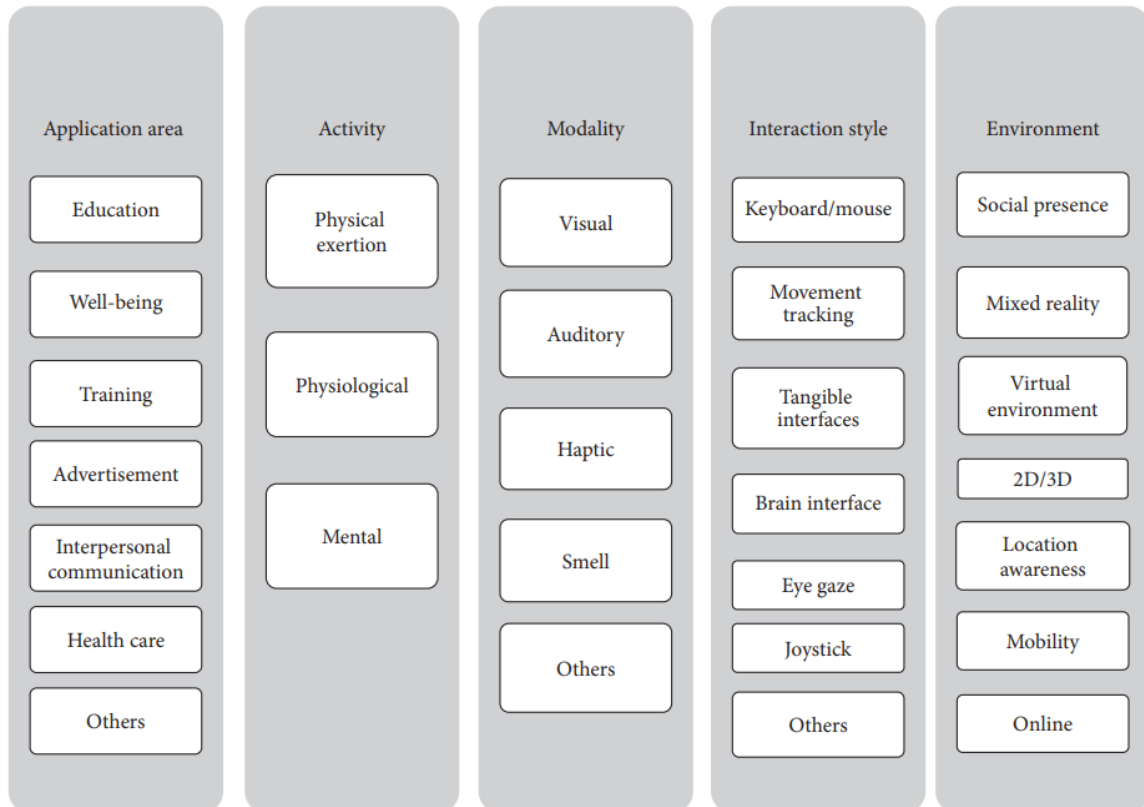 Application area
Education
Well-being
Training
Advertisement
Interpersonal
communication
Health care
Others
Activity
Physical
exertion
Physiological
Mental
Modality
Visual
Auditory
Haptic
Smell
Others
Interaction style
Keyboard/mouse
Movement
tracking
Tangible
interfaces
Brain interface
Eye gaze
Joystick
Others
Environment
Social presence
Mixed reality
Virtual
environment
2D/3D
Location
awareness
Mobility
Online